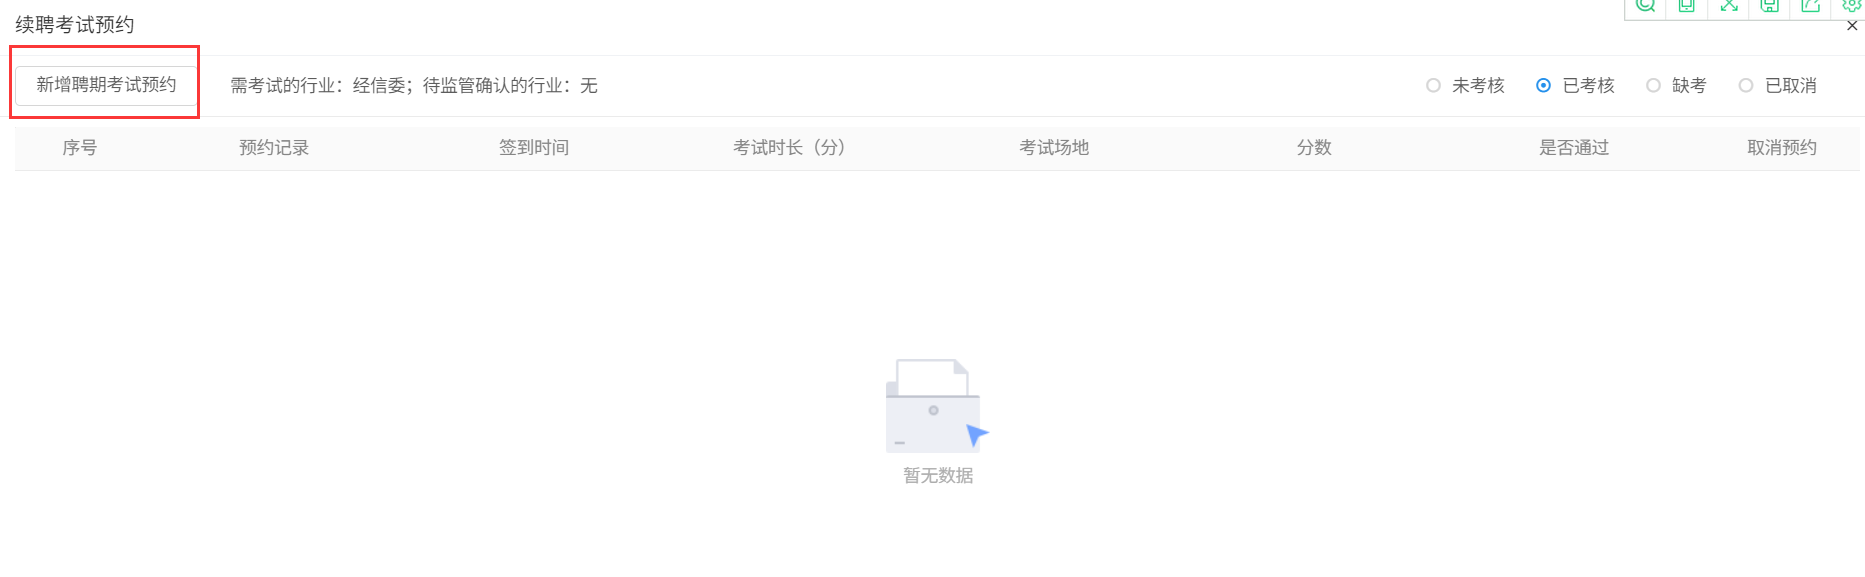 续聘考试预约
新增聘期考试预约 需考试的行业：经信委；待监管确认的行业：无 未考核 已考核 缺考 已取消
序号 预约记录 签到时间 考试时长（分） 考试场地 分数 是否通过 取消预约
暂无数据